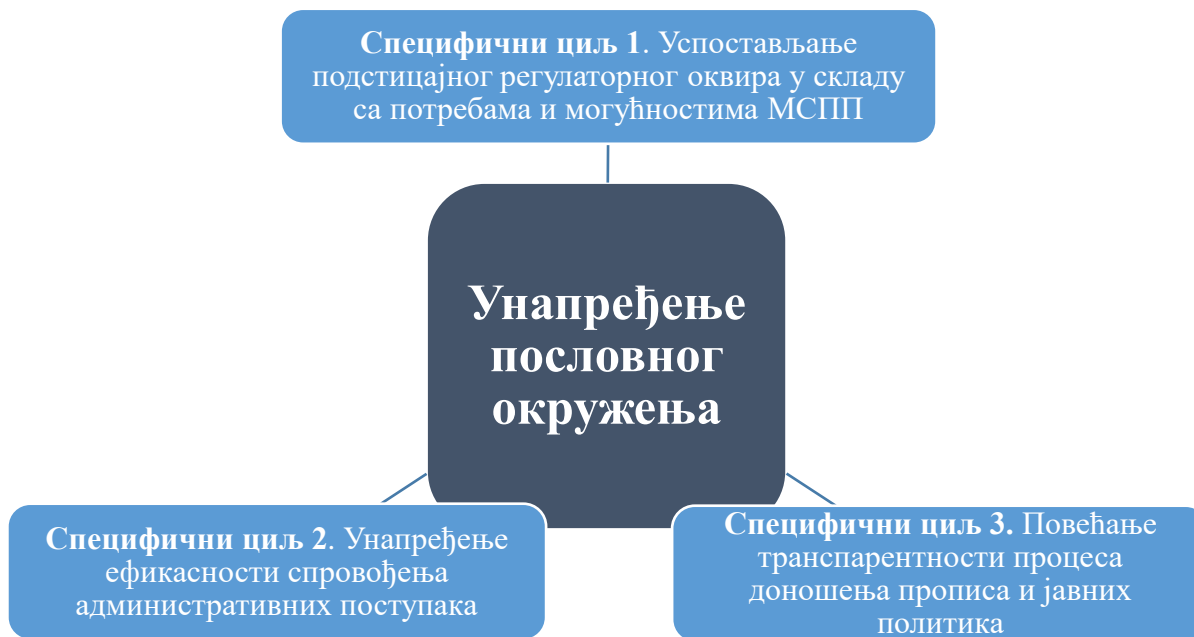 Специфични циљ 1. Успостављање
подстицајног регулаторног оквира у складу
са потребама и могућностима МСПП
Унапређење
пословног
окружења
Специфични циљ 2. Унапређење
ефикасности спровођења
административних поступака
Специфични циљ 3. Повећање
транспарентности процеса
доношења прописа и јавних
политика